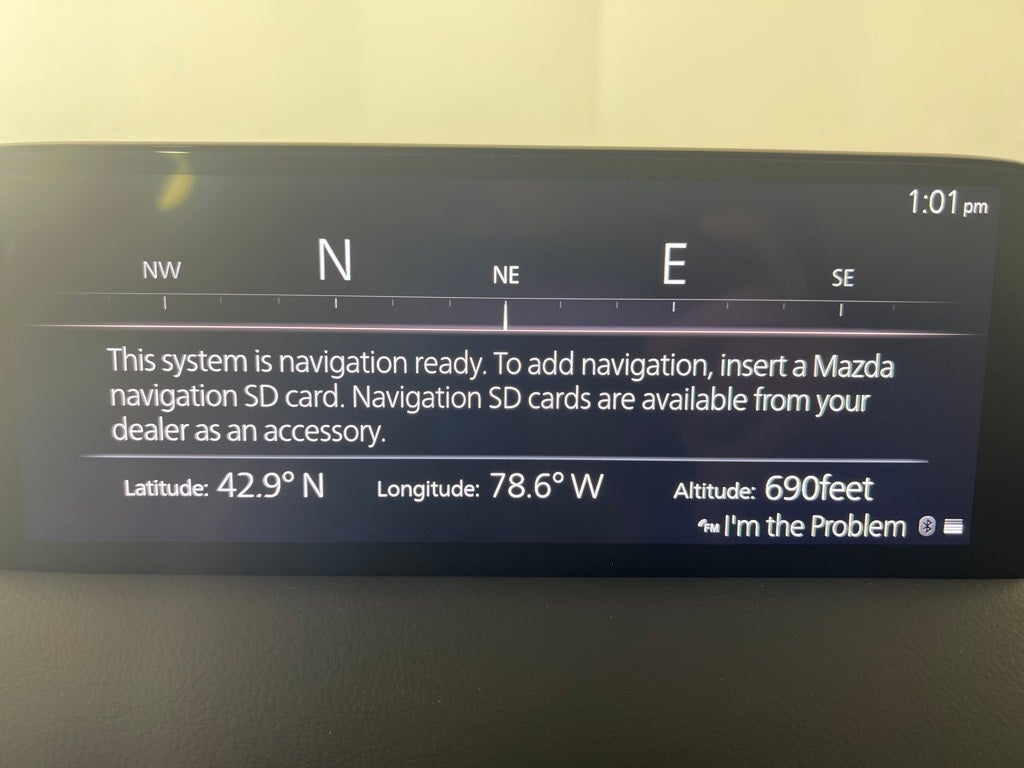 1:01 pm
NW N NE E SE
This system is navigation ready. To add navigation, insert a Mazda
navigation SD card. Navigation SD cards are available from your
dealer as an accessory.
Latitude: 42.9° N Longitude: 78.6° W Altitude: 690feet
FM I'm the Problem